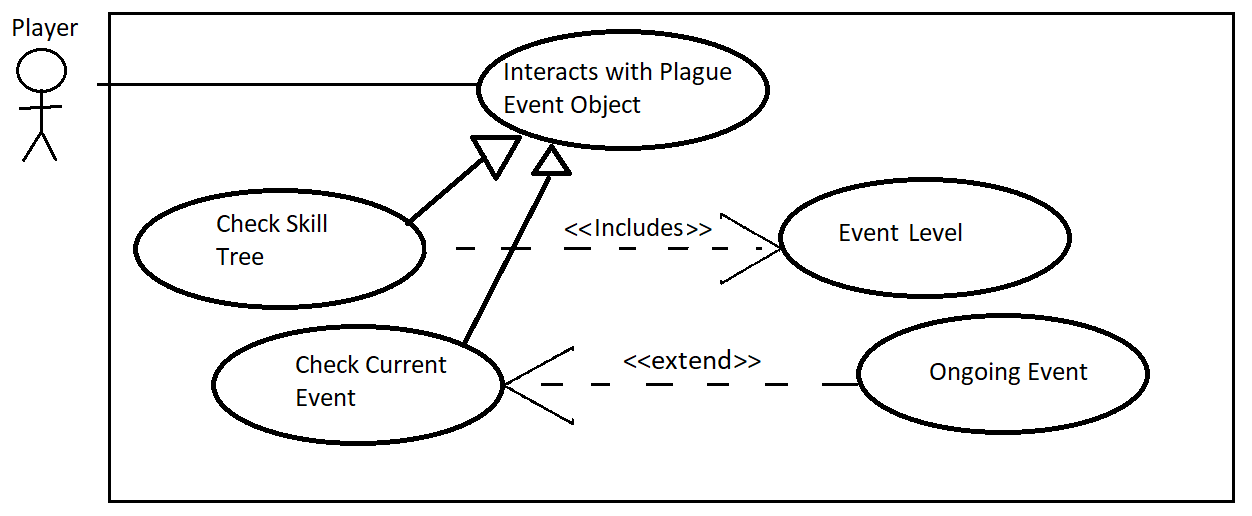 Player
Interacts with Plague
Event Object
Check Skill
Tree
<<Includes>>
Event Level
Check Current
Event
<<extend>>
Ongoing Event